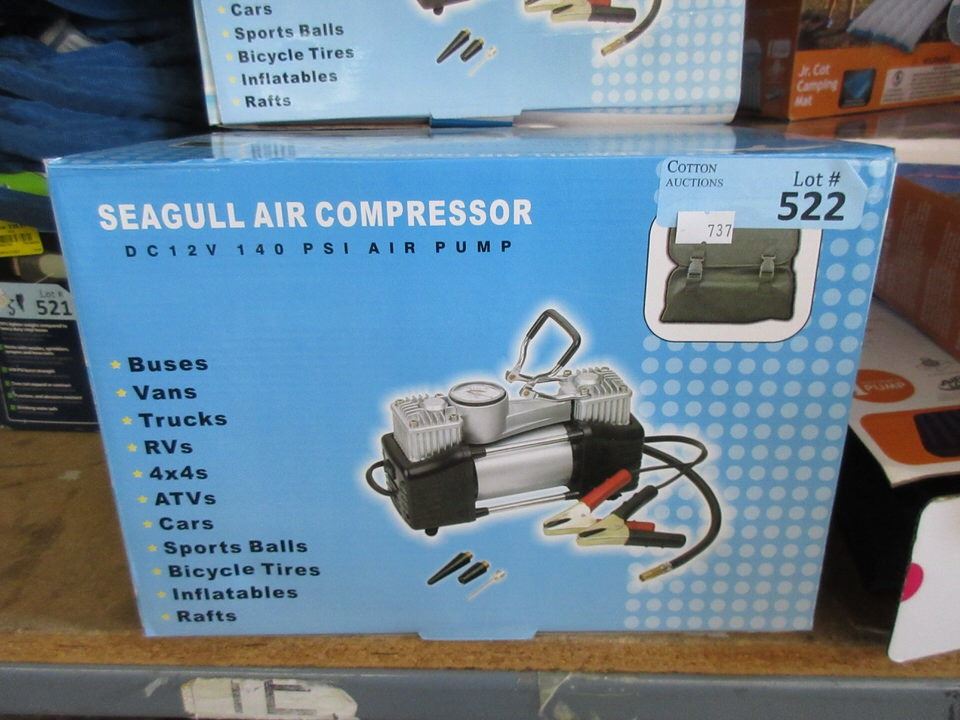 Cars
Sports Balls
Bicycle Tires
Inflatables
Rafts
Jr. Cot
Camping
Mat
SEAGULL AIR COMPRESSOR
DC12V 140 PSI AIR PUMP
COTTON
AUCTIONS
Lot #
522
737
Lot #
521
Buses
Vans
Trucks
RVs
4x4s
ATVs
Cars
Sports Balls
Bicycle Tires
Inflatables
Rafts
PUMP